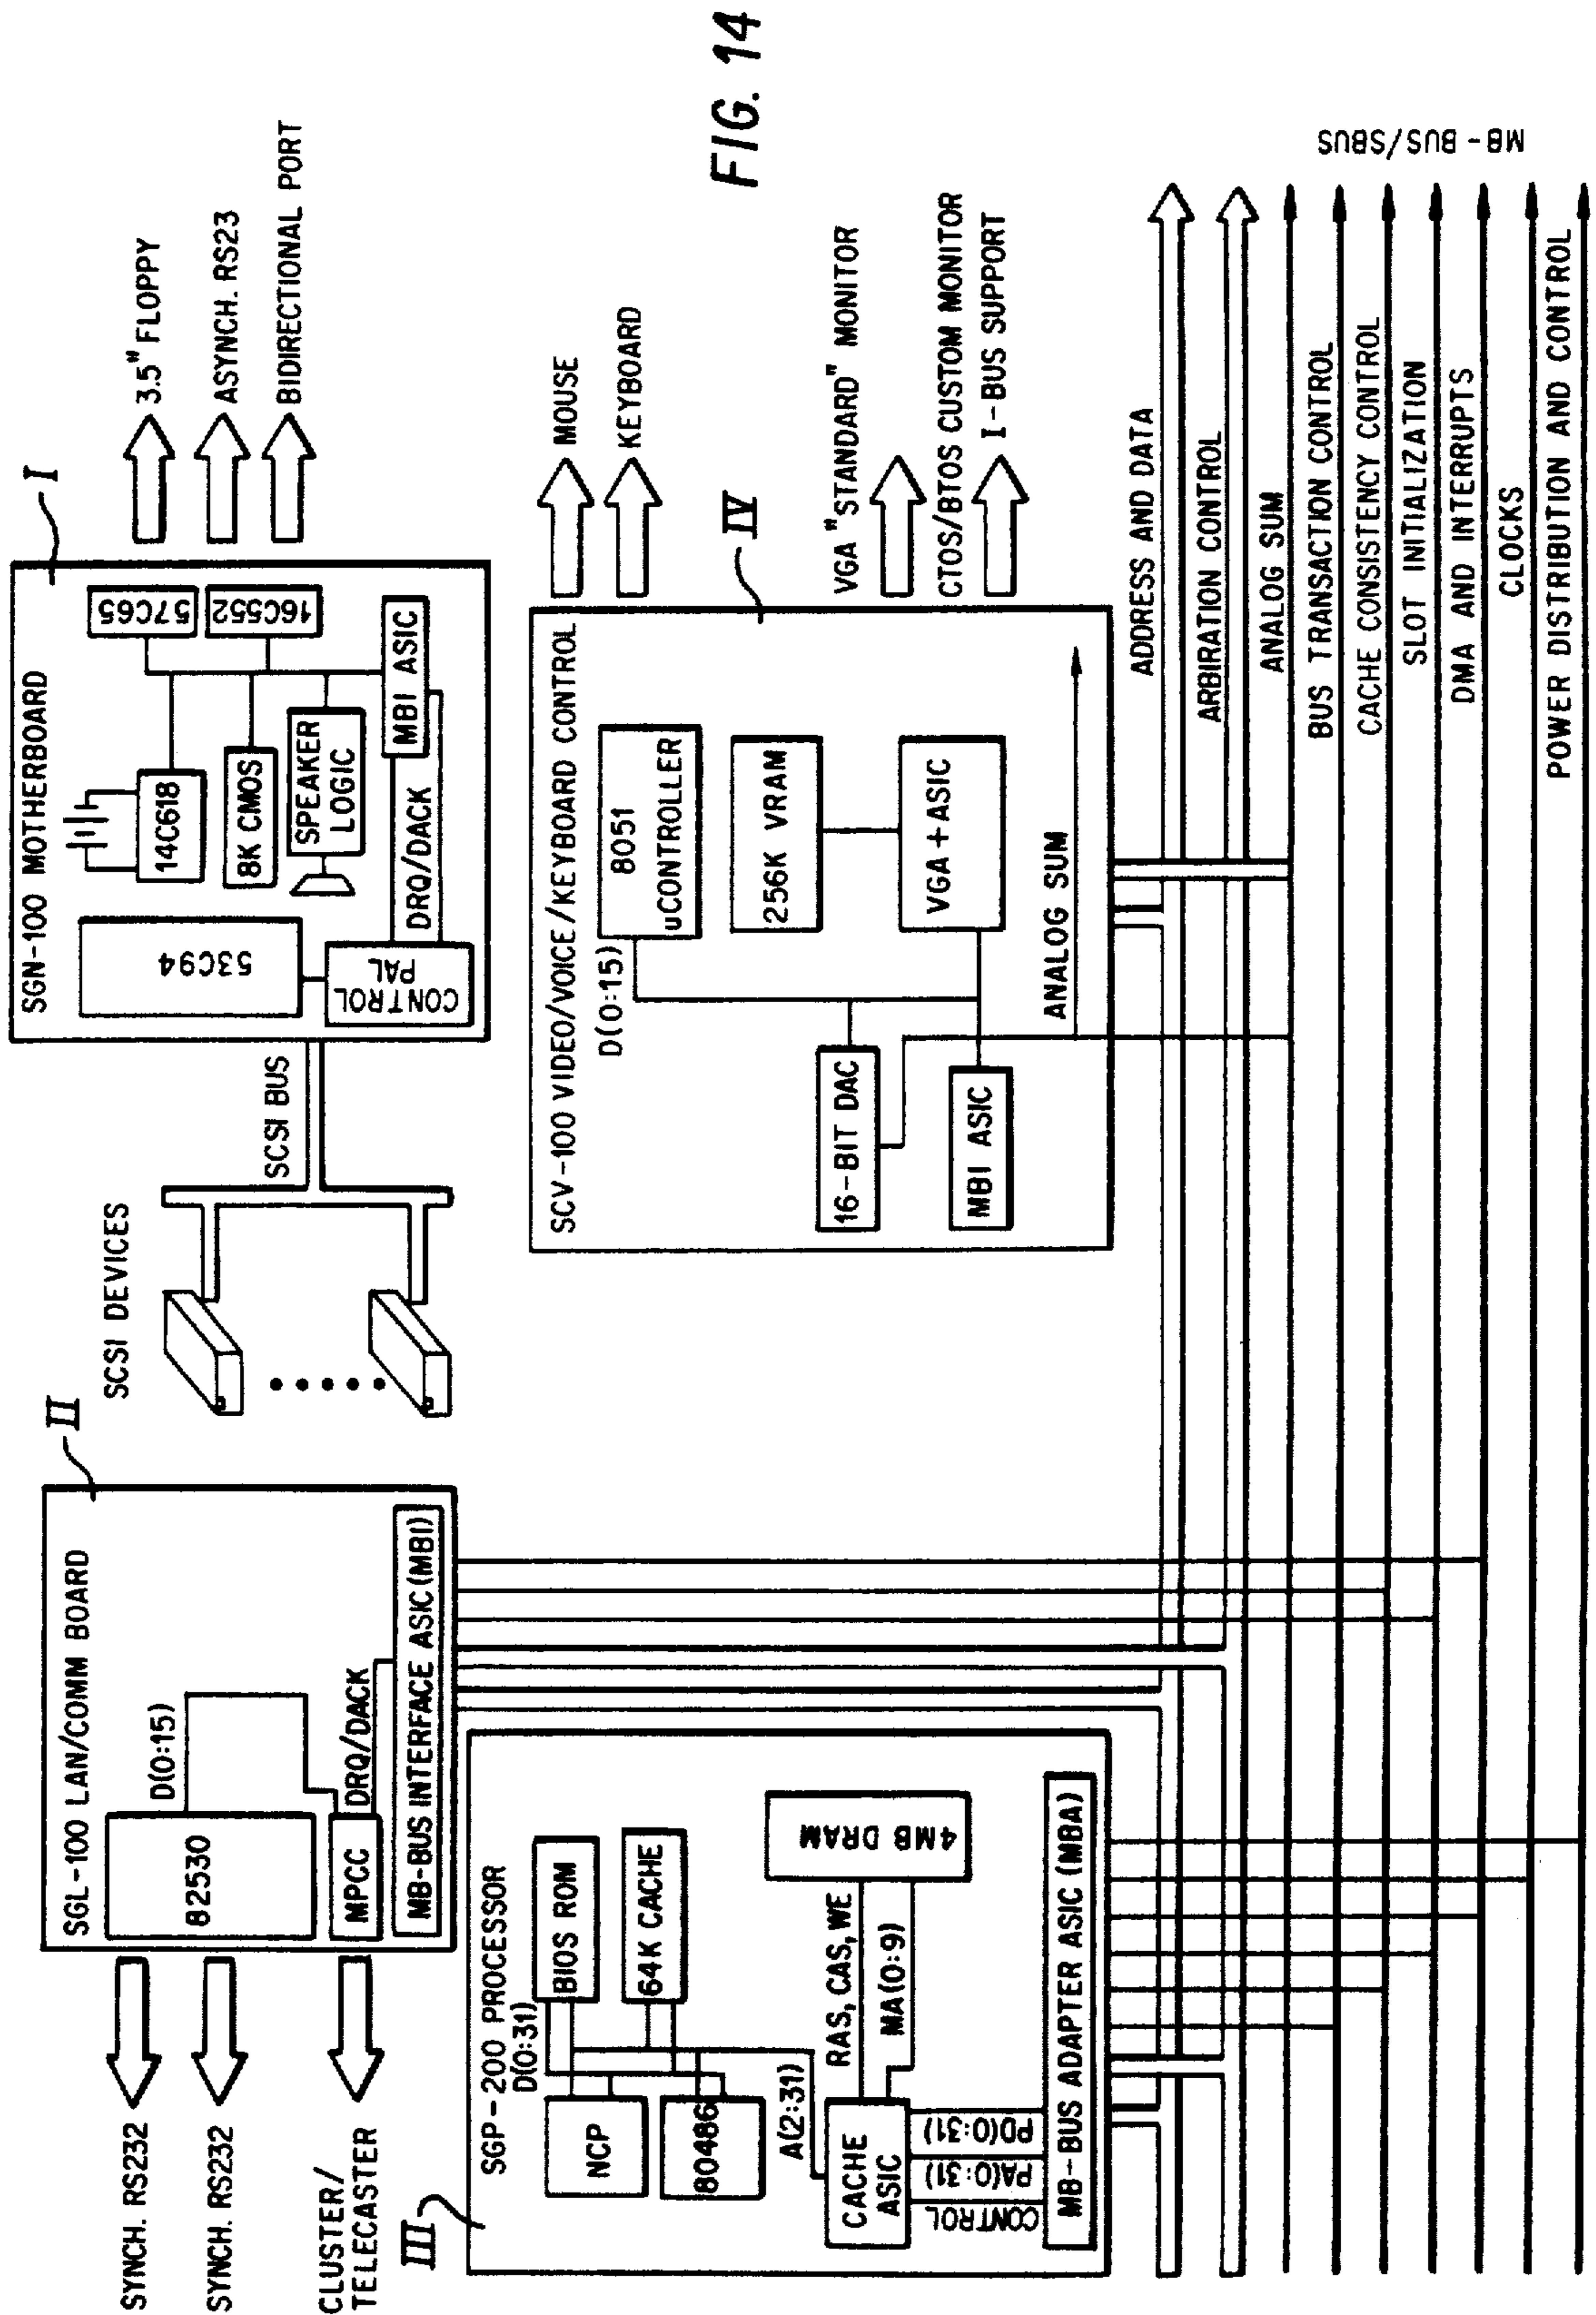 FIG. 14
SGN-100 MOTHERBOARD
I
53C94
CONTROL
PAL
14C618
8K CMOS
SPEAKER
LOGIC
DRQ/DACK
57C65
16C552
MBI ASIC
3.5" FLOPPY
ASYNCH. RS23
BIDIRECTIONAL PORT
SCSI BUS
SCSI DEVICES
II
SGL-100 LAN/COMM BOARD
82530
D(0:15)
MPCC
DRQ/DACK
MB-BUS INTERFACE ASIC(MBI)
SYNCH. RS232
SYNCH. RS232
CLUSTER/
TELECASTER
III
SGP-200 PROCESSOR
D(0:31)
BIOS ROM
NCP
64K CACHE
80486
A(2:31)
RAS, CAS, WE
MA(0:9)
4MB DRAM
CACHE
ASIC
CONTROL
PA(0:31)
PD(0:31)
MB-BUS ADAPTER ASIC (MBA)
IV
SCV-100 VIDEO/VOICE/KEYBOARD CONTROL
D(0:15)
8051
uCONTROLLER
256K VRAM
16-BIT DAC
VGA+ASIC
MBI ASIC
ANALOG SUM
MOUSE
KEYBOARD
VGA "STANDARD" MONITOR
CTOS/BTOS CUSTOM MONITOR
I-BUS SUPPORT
ADDRESS AND DATA
ARBIRATION CONTROL
ANALOG SUM
BUS TRANSACTION CONTROL
CACHE CONSISTENCY CONTROL
SLOT INITIALIZATION
DMA AND INTERRUPTS
CLOCKS
POWER DISTRIBUTION AND CONTROL
MB-BUS/SBUS